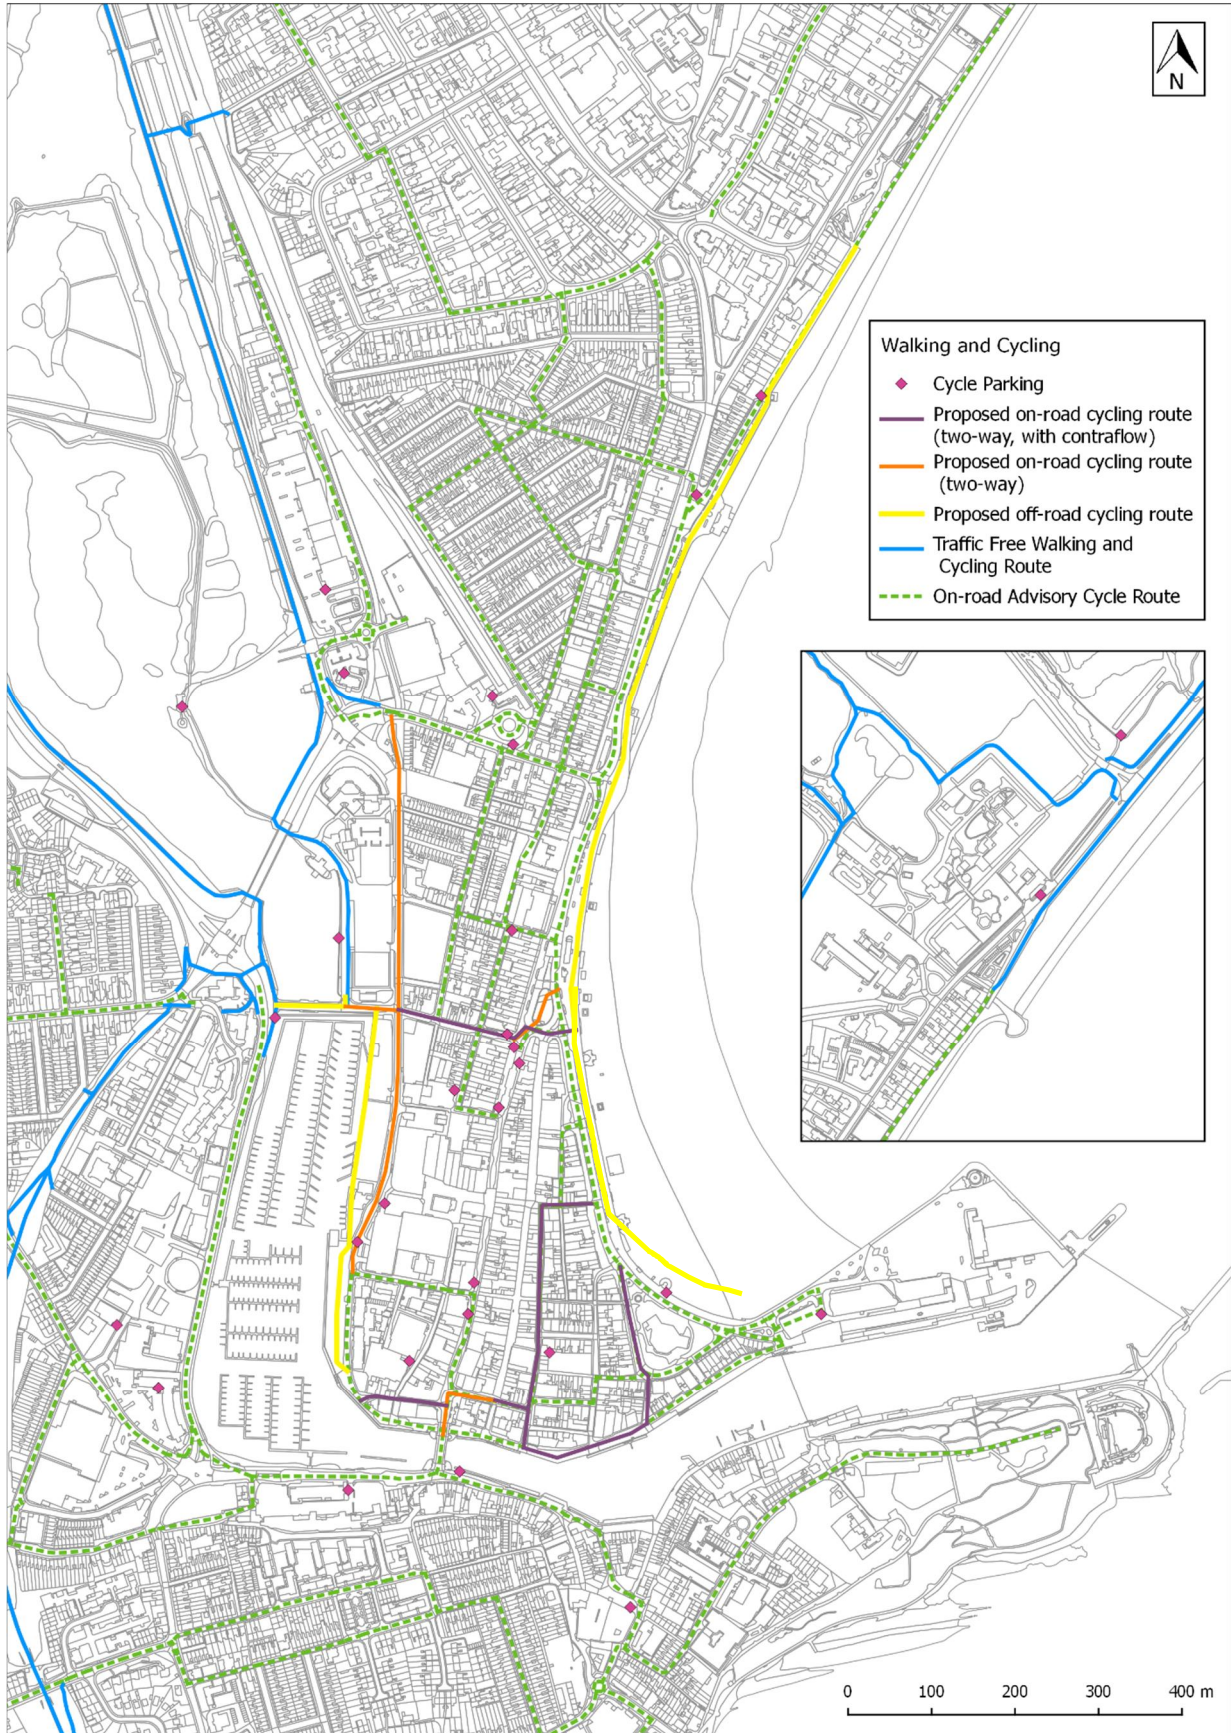 N
Walking and Cycling
Cycle Parking
Proposed on-road cycling route
(two-way, with contraflow)
Proposed on-road cycling route
(two-way)
Proposed off-road cycling route
Traffic Free Walking and
Cycling Route
On-road Advisory Cycle Route
0 100 200 300 400 m